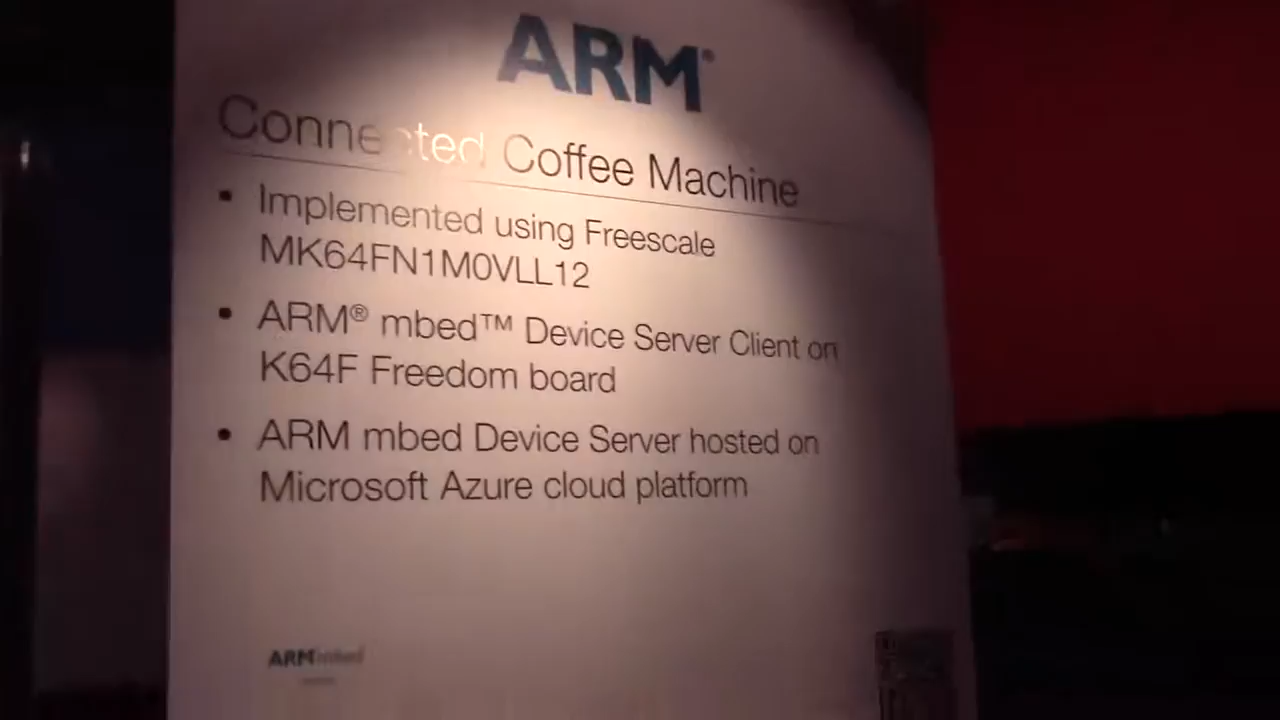 ARM®
Connected Coffee Machine
• Implemented using Freescale
MK64FN1M0VLL12
• ARM® mbed™ Device Server Client on
K64F Freedom board
• ARM mbed Device Server hosted on
Microsoft Azure cloud platform
ARM mbed